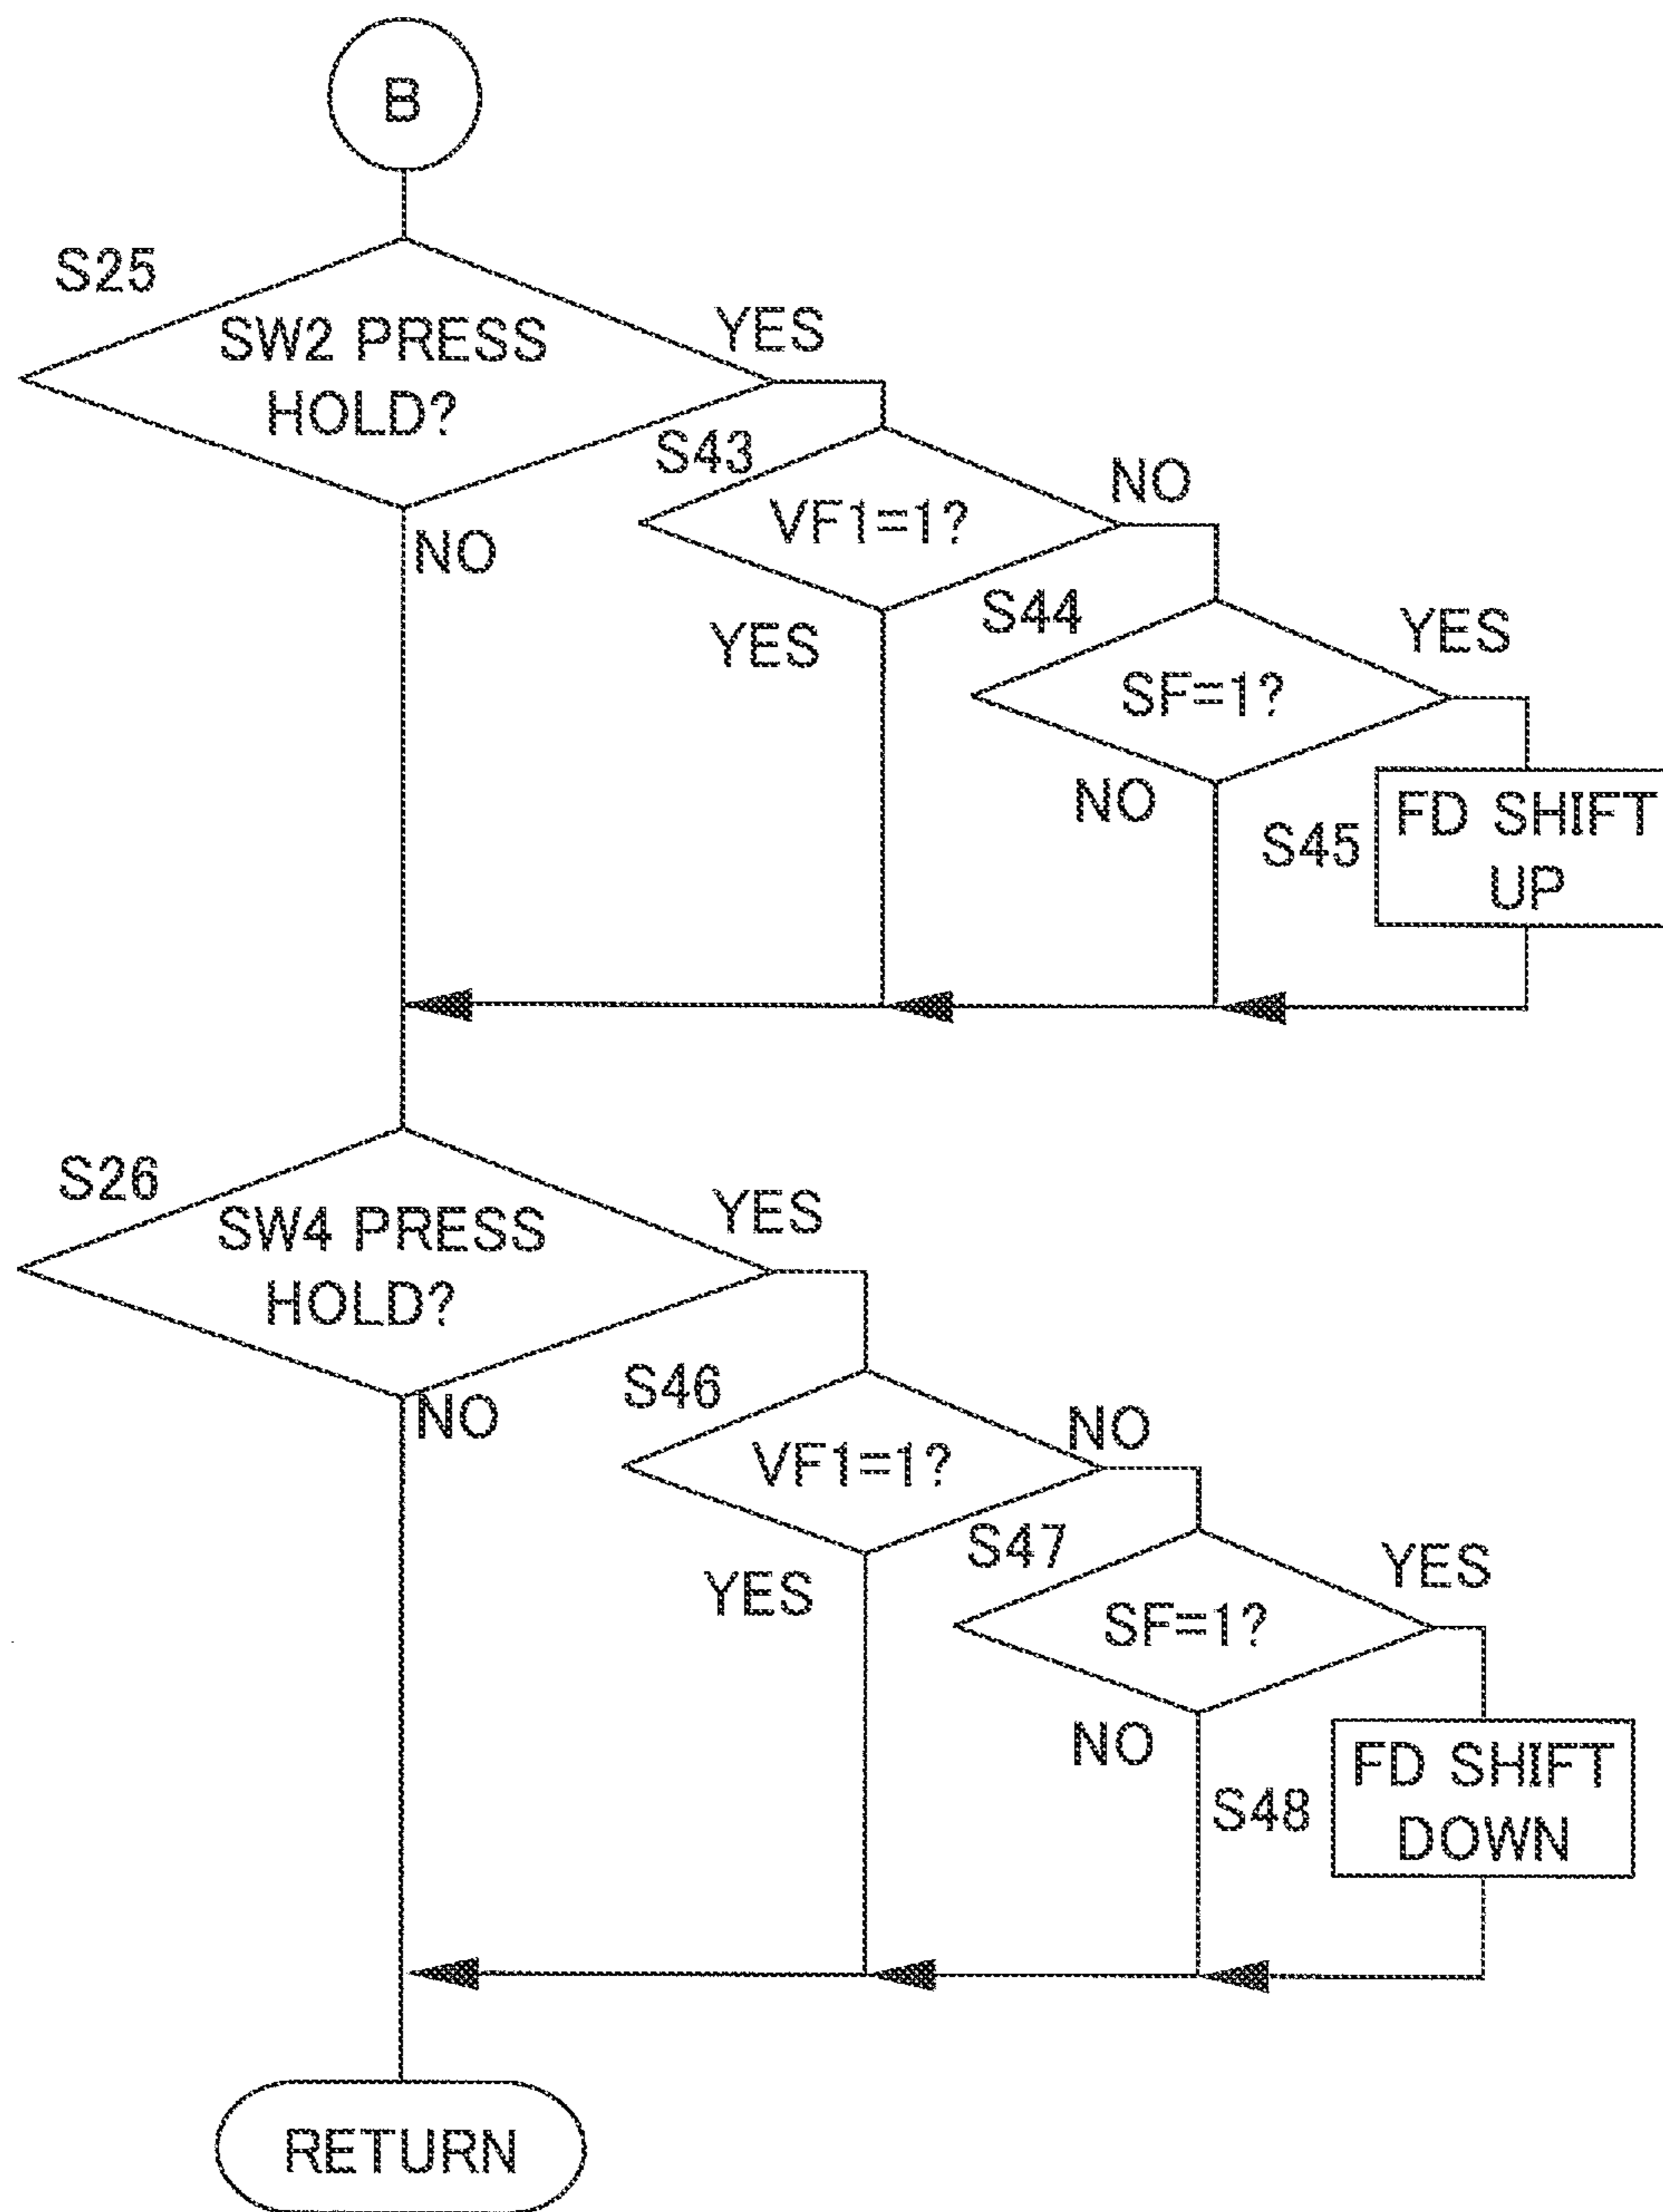 B
S25
SW2 PRESS
HOLD?
YES
NO
S43
VF1=1?
NO
YES
S44
SF=1?
YES
NO
S45
FD SHIFT
UP
S26
SW4 PRESS
HOLD?
YES
NO
S46
VF1=1?
NO
YES
S47
SF=1?
YES
NO
S48
FD SHIFT
DOWN
RETURN